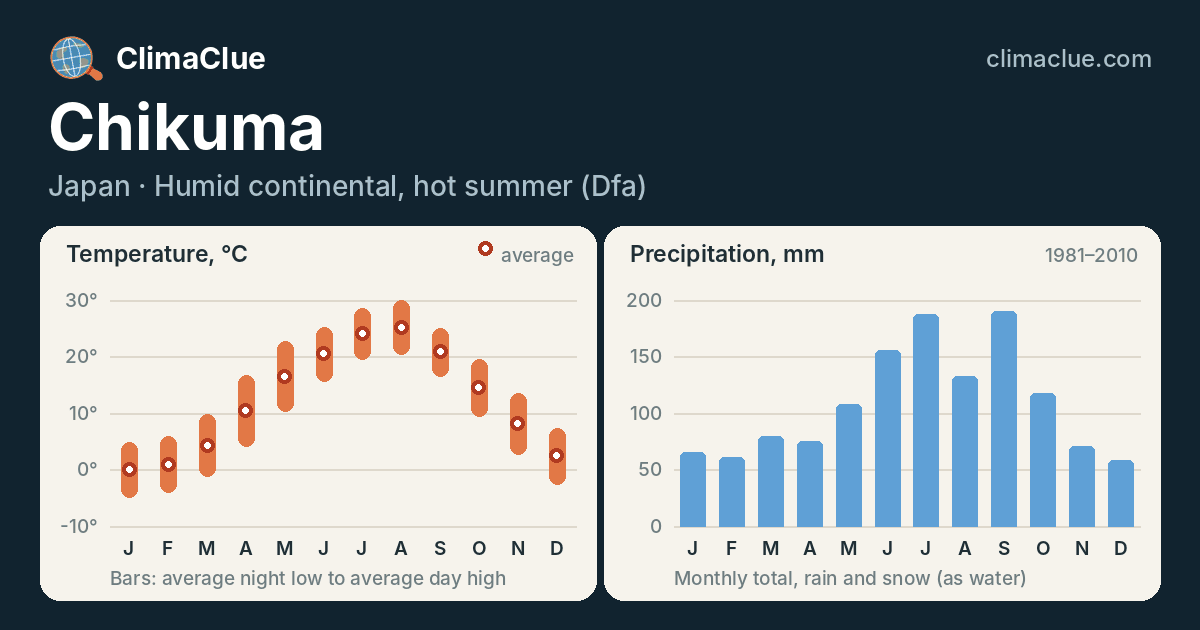 ClimaClue
climaclue.com
Chikuma
Japan · Humid continental, hot summer (Dfa)
Temperature, °C
average
30°
20°
10°
0°
-10°
J F M A M J J A S O N D
Bars: average night low to average day high
Precipitation, mm
1981–2010
200
150
100
50
0
J F M A M J J A S O N D
Monthly total, rain and snow (as water)